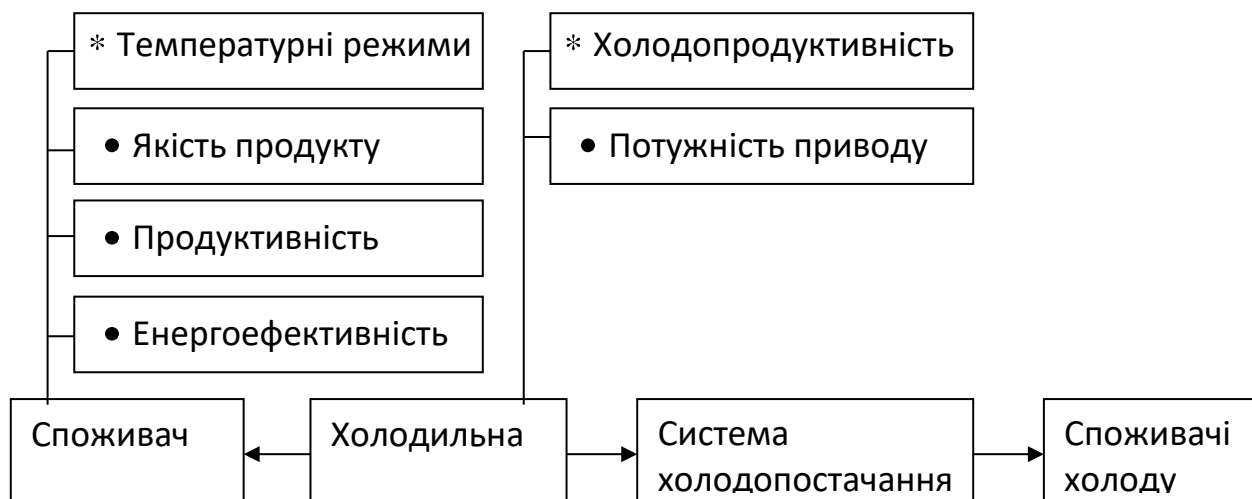 * Температурні режими
* Холодопродуктивність
• Якість продукту
• Потужність приводу
• Продуктивність
• Енергоефективність
Споживач
Холодильна
Система
холодопостачання
Споживачі
холоду